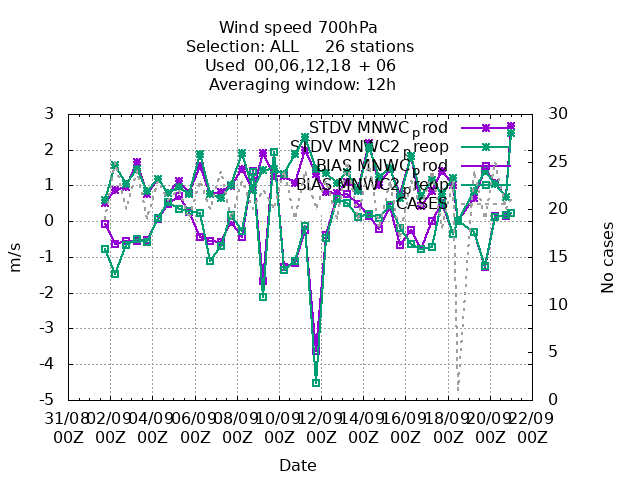 Wind speed 700hPa
Selection: ALL 26 stations
Used 00,06,12,18 + 06
Averaging window: 12h
3 30
STDV MNWCprod
2 STDV MNWC2preop 25
BIAS MNWCprod
1 BIAS MNWC2preop 20
CASES
0
-1 15
-2 10
-3
-4 5
-5 0
m/s
No cases
31/08 02/09 04/09 06/09 08/09 10/09 12/09 14/09 16/09 18/09 20/09 22/09
00Z 00Z 00Z 00Z 00Z 00Z 00Z 00Z 00Z 00Z 00Z 00Z
Date